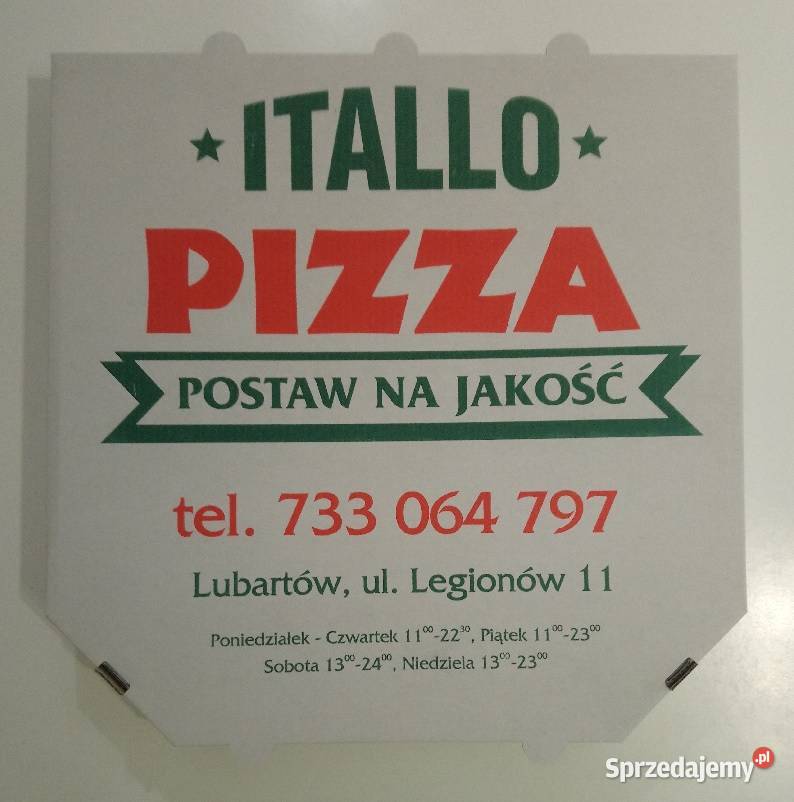 ★ ITALLO ★
PIZZA
POSTAW NA JAKOŚĆ
tel. 733 064 797
Lubartów, ul. Legionów 11
Poniedziałek - Czwartek 11⁰⁰-22³⁰, Piątek 11⁰⁰-23⁰⁰
Sobota 13⁰⁰-24⁰⁰, Niedziela 13⁰⁰-23⁰⁰
Sprzedajemy.pl